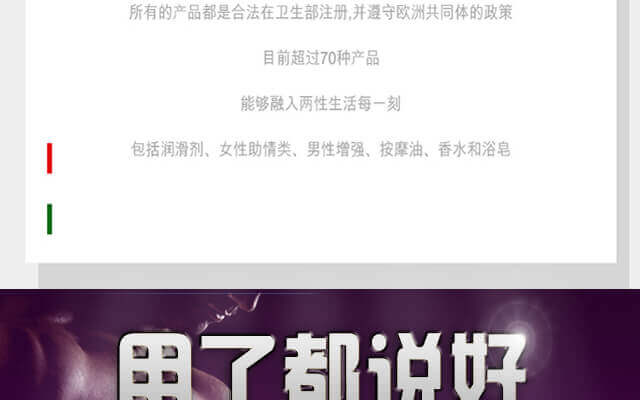 所有的产品都是合法在卫生部注册,并遵守欧洲共同体的政策
目前超过70种产品
能够融入两性生活每一刻
包括润滑剂、女性助情类、男性增强、按摩油、香水和浴皂
用了都说好